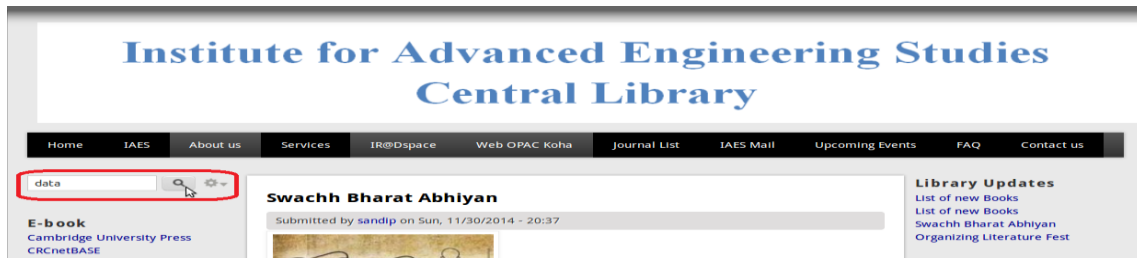 Institute for Advanced Engineering Studies
Central Library
Home IAES About us Services IR@Dspace Web OPAC Koha Journal List IAES Mail Upcoming Events FAQ Contact us
data
E-book
Cambridge University Press
CRCnetBASE
Swachh Bharat Abhiyan
Submitted by sandip on Sun, 11/30/2014 - 20:37
Library Updates
List of new Books
List of new Books
Swachh Bharat Abhiyan
Organizing Literature Fest